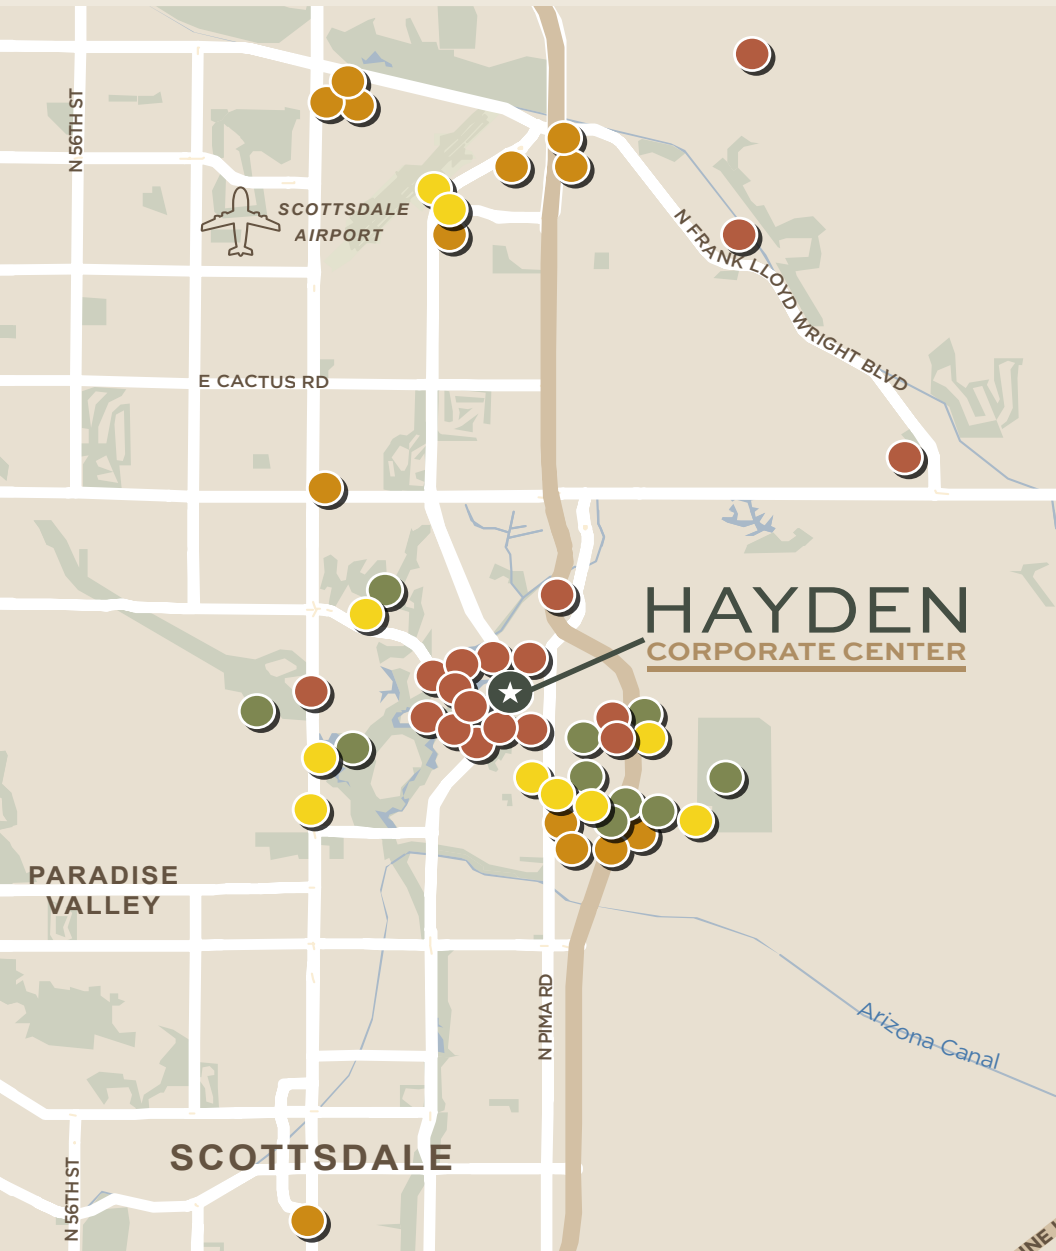 N 56TH ST
SCOTTSDALE
AIRPORT
N FRANK LLOYD WRIGHT BLVD
E CACTUS RD
HAYDEN
CORPORATE CENTER
PARADISE
VALLEY
N PIMA RD
Arizona Canal
SCOTTSDALE
N 56TH ST